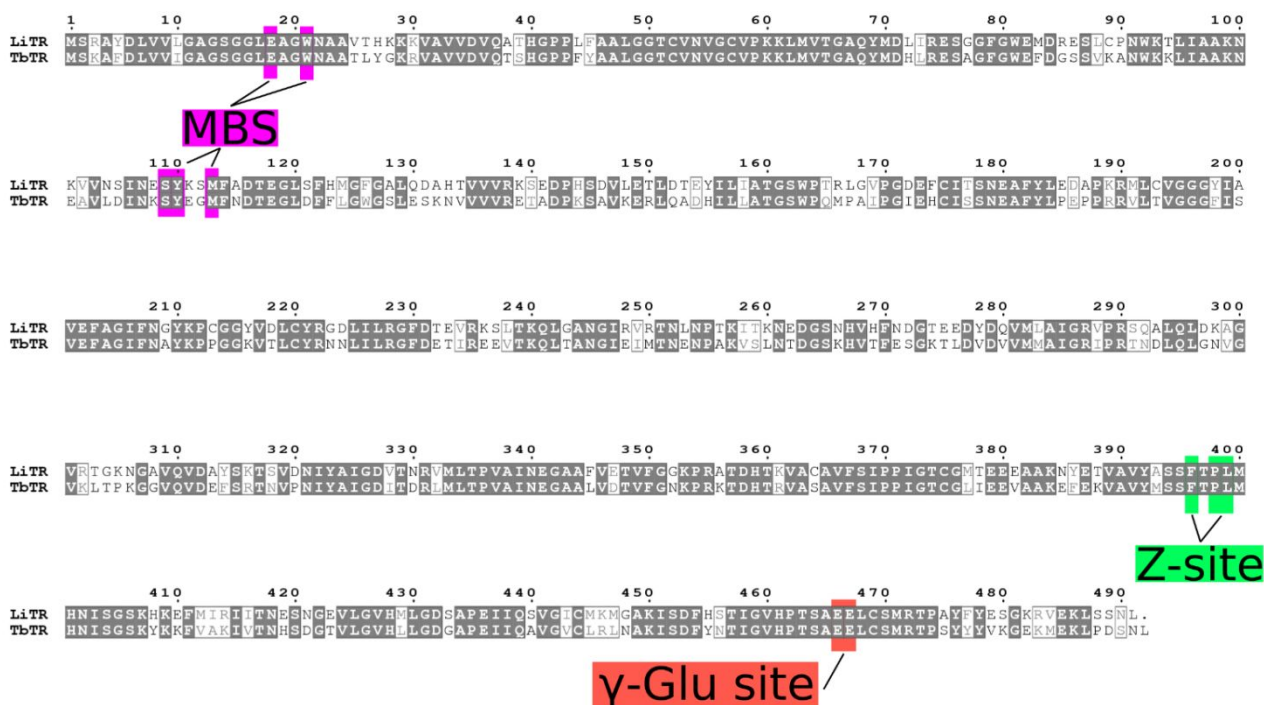 1 10 20 30 40 50 60 70 80 90 100
LiTR MSRAYDLVVLGAGSGGLEAGWNAAVTHKKKVAVVDVQATHGPPLFAALGGTCVNVGCVPKKLMVTGAQYMDLIRESGGFGWEMDRESLCPNWKTLIAAKN
TbTR MSKAFDLVVIGAGSGGLEAGWNAATLYGKRVAVVDVQTSHGPPFYAALGGTCVNVGCVPKKLMVTGAQYMDHLRESAGFGWEFDGSSVKANWKKLIAAKN
MBS
110 120 130 140 150 160 170 180 190 200
LiTR KVVNSINESYKSMFADTEGLSFHMGFGALQDAHTVVVRKSEDPHSDVLETLDTEYILIATGSWPTRLGVPGDEFCITSNEAFYLEDAPKRMLCVGGGYIA
TbTR EAVLDINKSYEGMFNDTEGLDFFLGWGSLESKNVVVVRETADPKSAVKERLQADHILLATGSWPQMPAIPGIEHCISSNEAFYLPEPPRRVLTVGGGFIS
210 220 230 240 250 260 270 280 290 300
LiTR VEFAGIFNGYKPCGGYVDLCYRGDLILRGFDTEVRKSLTKQLGANGIRVRTNLNPTKITKNEDGSNHVHFNDGTEEDYDQVMLAIGRVPRSQALQLDKAG
TbTR VEFAGIFNAYKPPGGKVTLCYRNNLILRGFDETIREEVTKQLTANGIEIMTNENPAKVSLNTDGSKHVTFESGKTLDVDVVMMAIGRIPRTNDLQLGNVG
310 320 330 340 350 360 370 380 390 400
LiTR VRTGKNGAVQVDAYSKTSVDNIYAIGDVTNRVMLTPVAINEGAAFVETVFGGKPRATDHTKVACAVFSIPPIGTCGMTEEEAAKNYETVAVYASSFTPLM
TbTR VKLTPKGGVQVDEFSRTNVPNIYAIGDITDRLMLTPVAINEGAALVDTVFGNKPRKTDHTRVASAVFSIPPIGTCGLIEEVAAKEFEKVAVYMSSFTPLM
Z-site
410 420 430 440 450 460 470 480 490
LiTR HNISGSKHKEFMIRIITNESNGEVLGVHMLGDSAPEIIQSVGICMKMGAKISDFHSTIGVHPTSAEELCSMRTPAYFYESGKRVEKLSSNL.
TbTR HNISGSKYKKFVAKIVTNHSDGTVLGVHLLGDGAPEIIQAVGVCLRLNAKISDFYNTIGVHPTSAEELCSMRTPSYYYVKGEKMEKLPDSNL
γ-Glu site